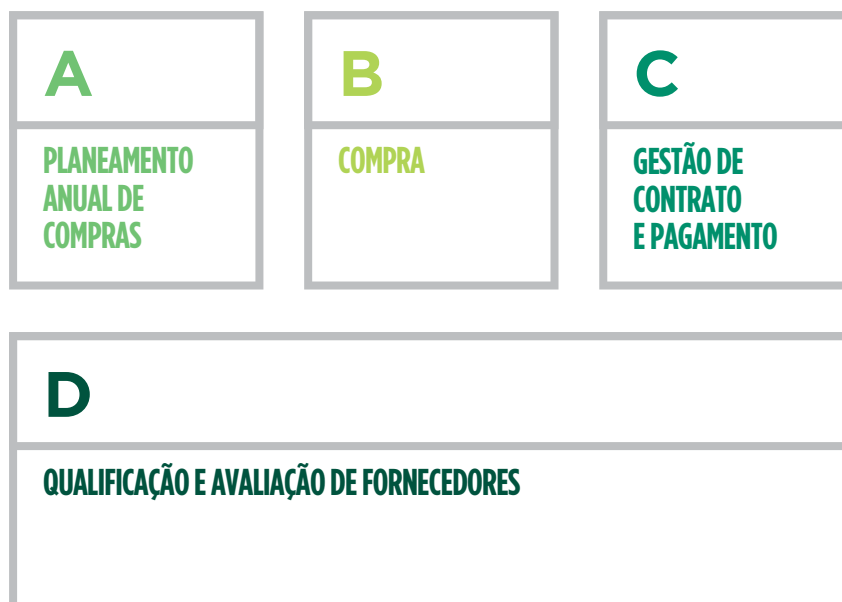 A
PLANEAMENTO
ANUAL DE
COMPRAS
B
COMPRA
C
GESTÃO DE
CONTRATO
E PAGAMENTO
D
QUALIFICAÇÃO E AVALIAÇÃO DE FORNECEDORES